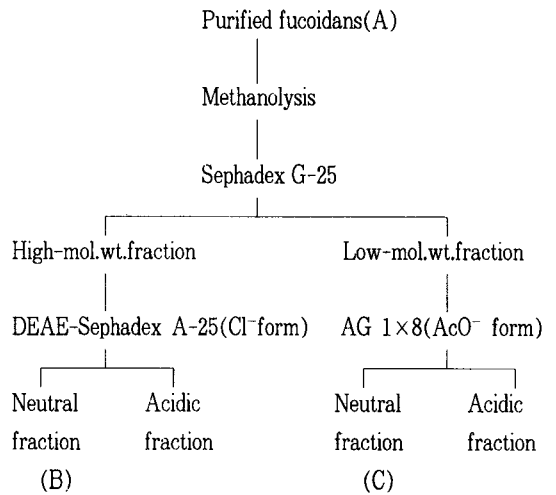 Purified fucoidans(A)
Methanolysis
Sephadex G-25
High-mol.wt.fraction
Low-mol.wt.fraction
DEAE-Sephadex A-25(Cl⁻form)
AG 1×8(AcO⁻ form)
Neutral
fraction
(B)
Acidic
fraction
Neutral
fraction
(C)
Acidic
fraction